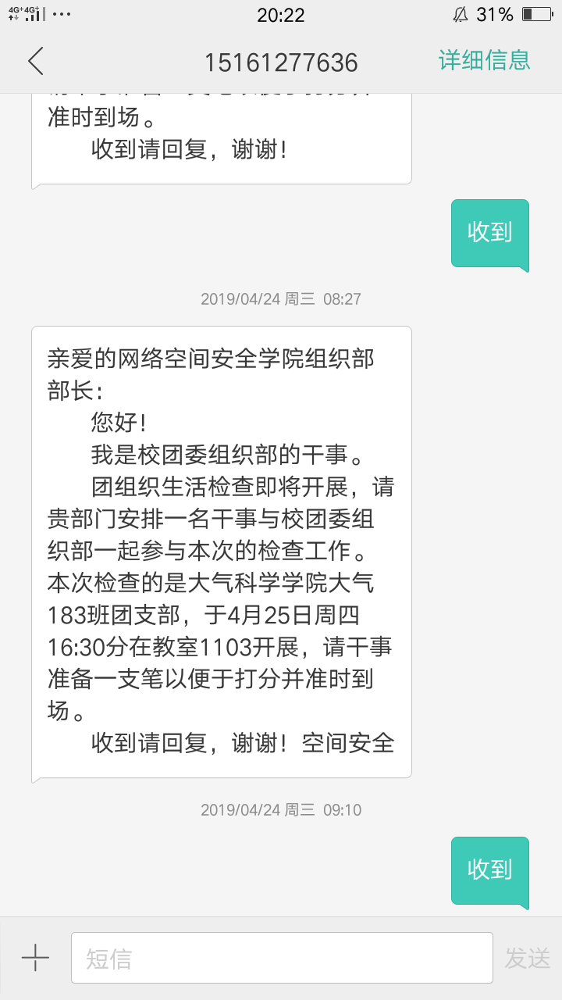 4G+ 4G+ 20:22 31%
15161277636 详细信息
准时到场。
收到请回复，谢谢！
收到
2019/04/24 周三 08:27
亲爱的网络空间安全学院组织部
部长：
您好！
我是校团委组织部的干事。
团组织生活检查即将开展，请
贵部门安排一名干事与校团委组
织部一起参与本次的检查工作。
本次检查的是大气科学学院大气
183班团支部，于4月25日周四
16:30分在教室1103开展，请干事
准备一支笔以便于打分并准时到
场。
收到请回复，谢谢！空间安全
2019/04/24 周三 09:10
收到
短信 发送